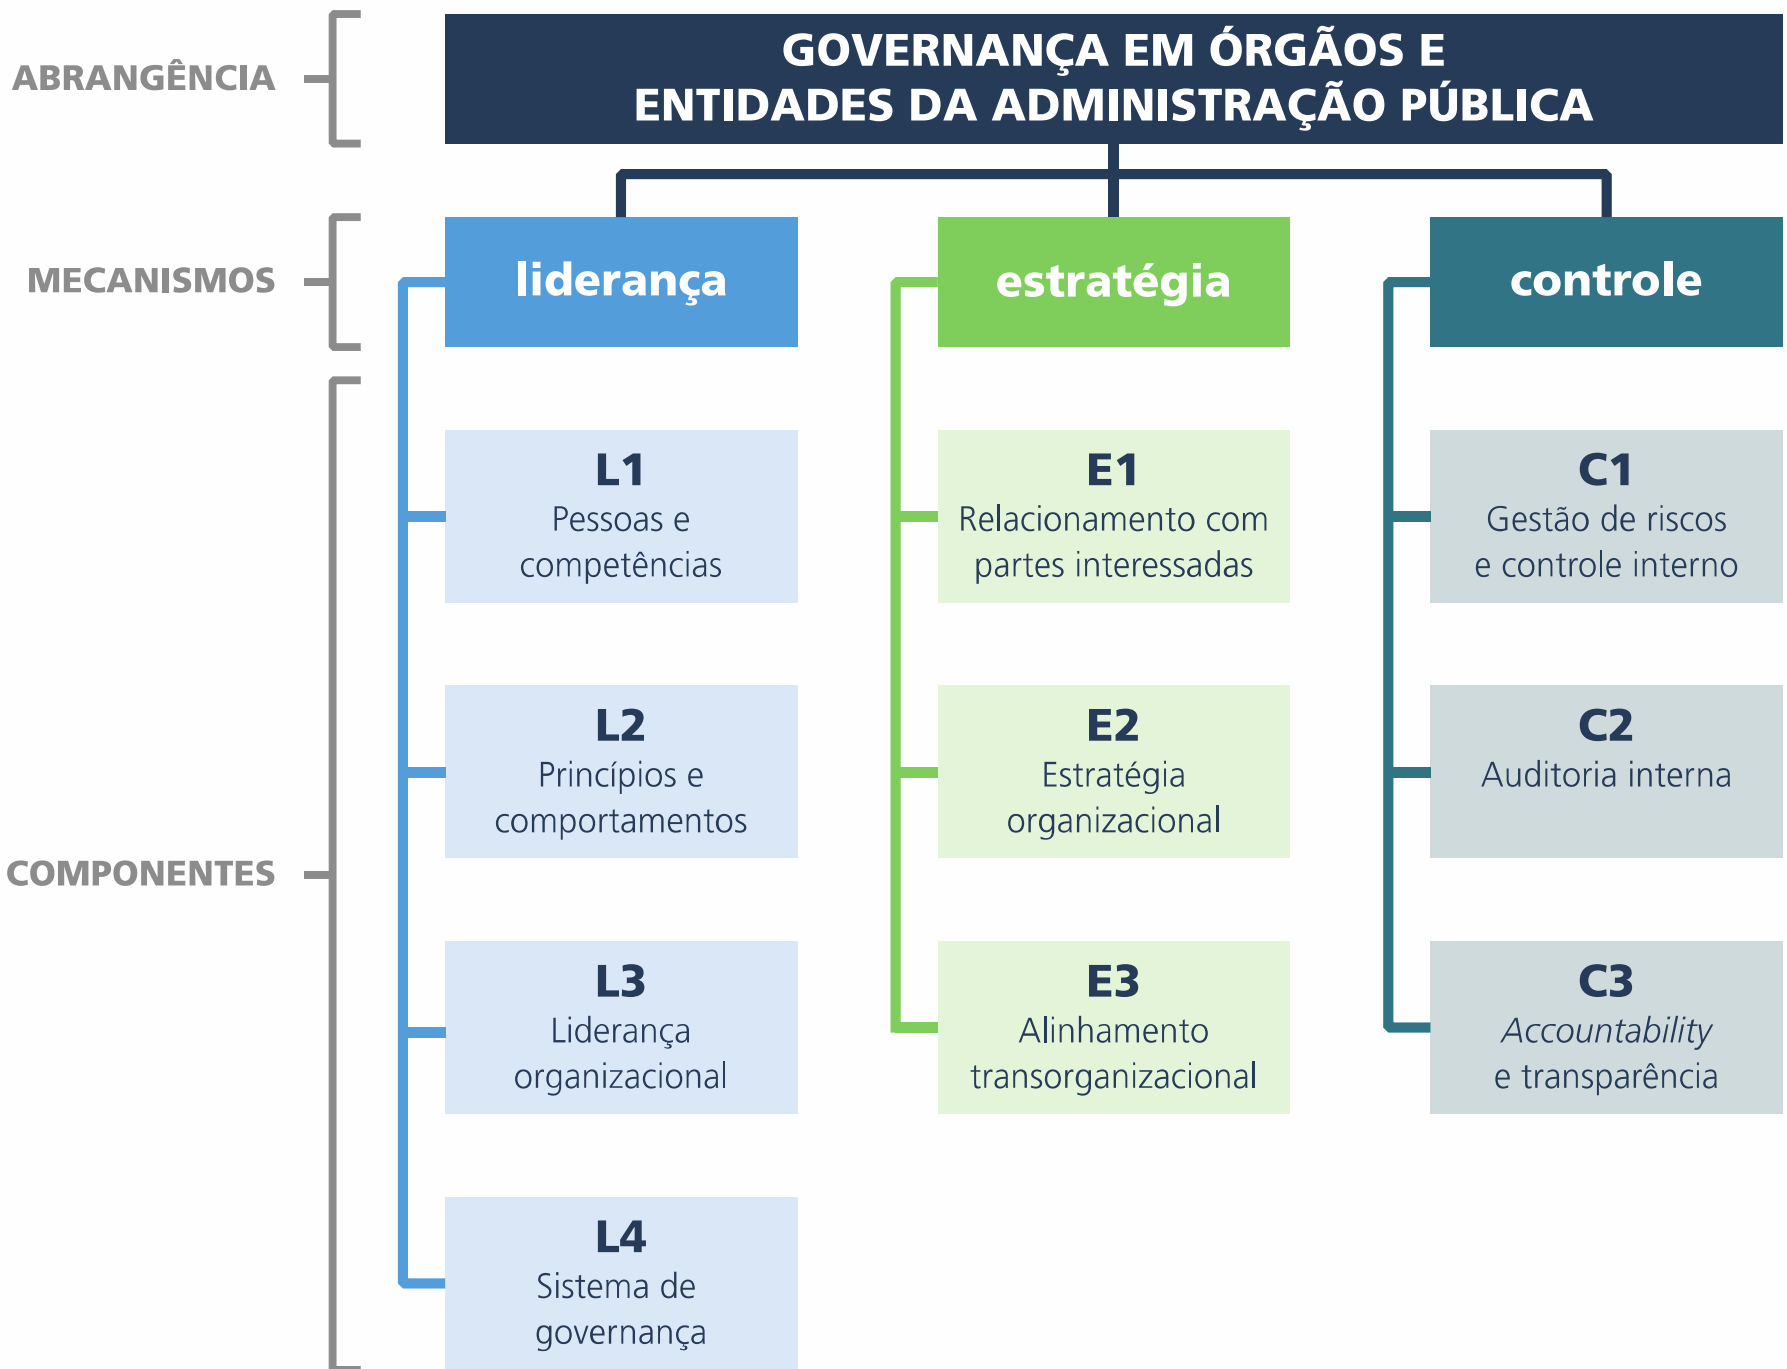 ABRANGÊNCIA
GOVERNANÇA EM ÓRGÃOS E
ENTIDADES DA ADMINISTRAÇÃO PÚBLICA
MECANISMOS
liderança
estratégia
controle
COMPONENTES
L1
Pessoas e
competências
L2
Princípios e
comportamentos
L3
Liderança
organizacional
L4
Sistema de
governança
E1
Relacionamento com
partes interessadas
E2
Estratégia
organizacional
E3
Alinhamento
transorganizacional
C1
Gestão de riscos
e controle interno
C2
Auditoria interna
C3
Accountability
e transparência